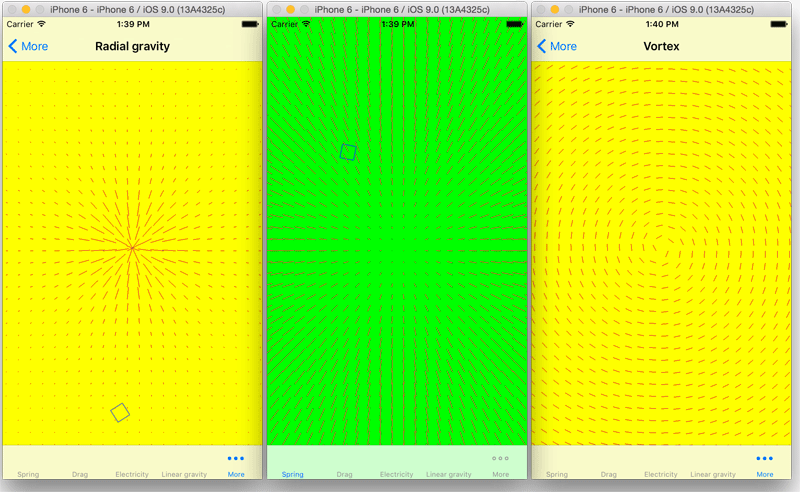 iPhone 6 - iPhone 6 / iOS 9.0 (13A4325c)
Carrier 1:39 PM
More Radial gravity
Spring Drag Electricity Linear gravity More
iPhone 6 - iPhone 6 / iOS 9.0 (13A4325c)
Carrier 1:39 PM
Spring Drag Electricity Linear gravity More
iPhone 6 - iPhone 6 / iOS 9.0 (13A4325c)
Carrier 1:40 PM
More Vortex
Spring Drag Electricity Linear gravity More